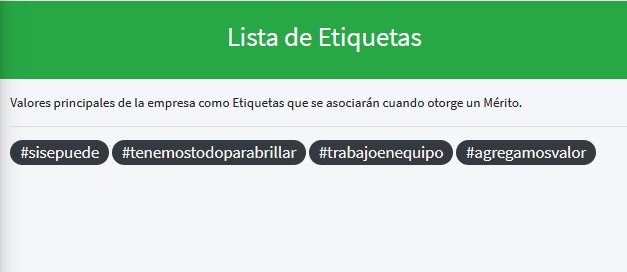 Lista de Etiquetas
Valores principales de la empresa como Etiquetas que se asociarán cuando otorge un Mérito.
#sisepuede #tenemostodoparabrillar #trabajoenequipo #agregamosvalor